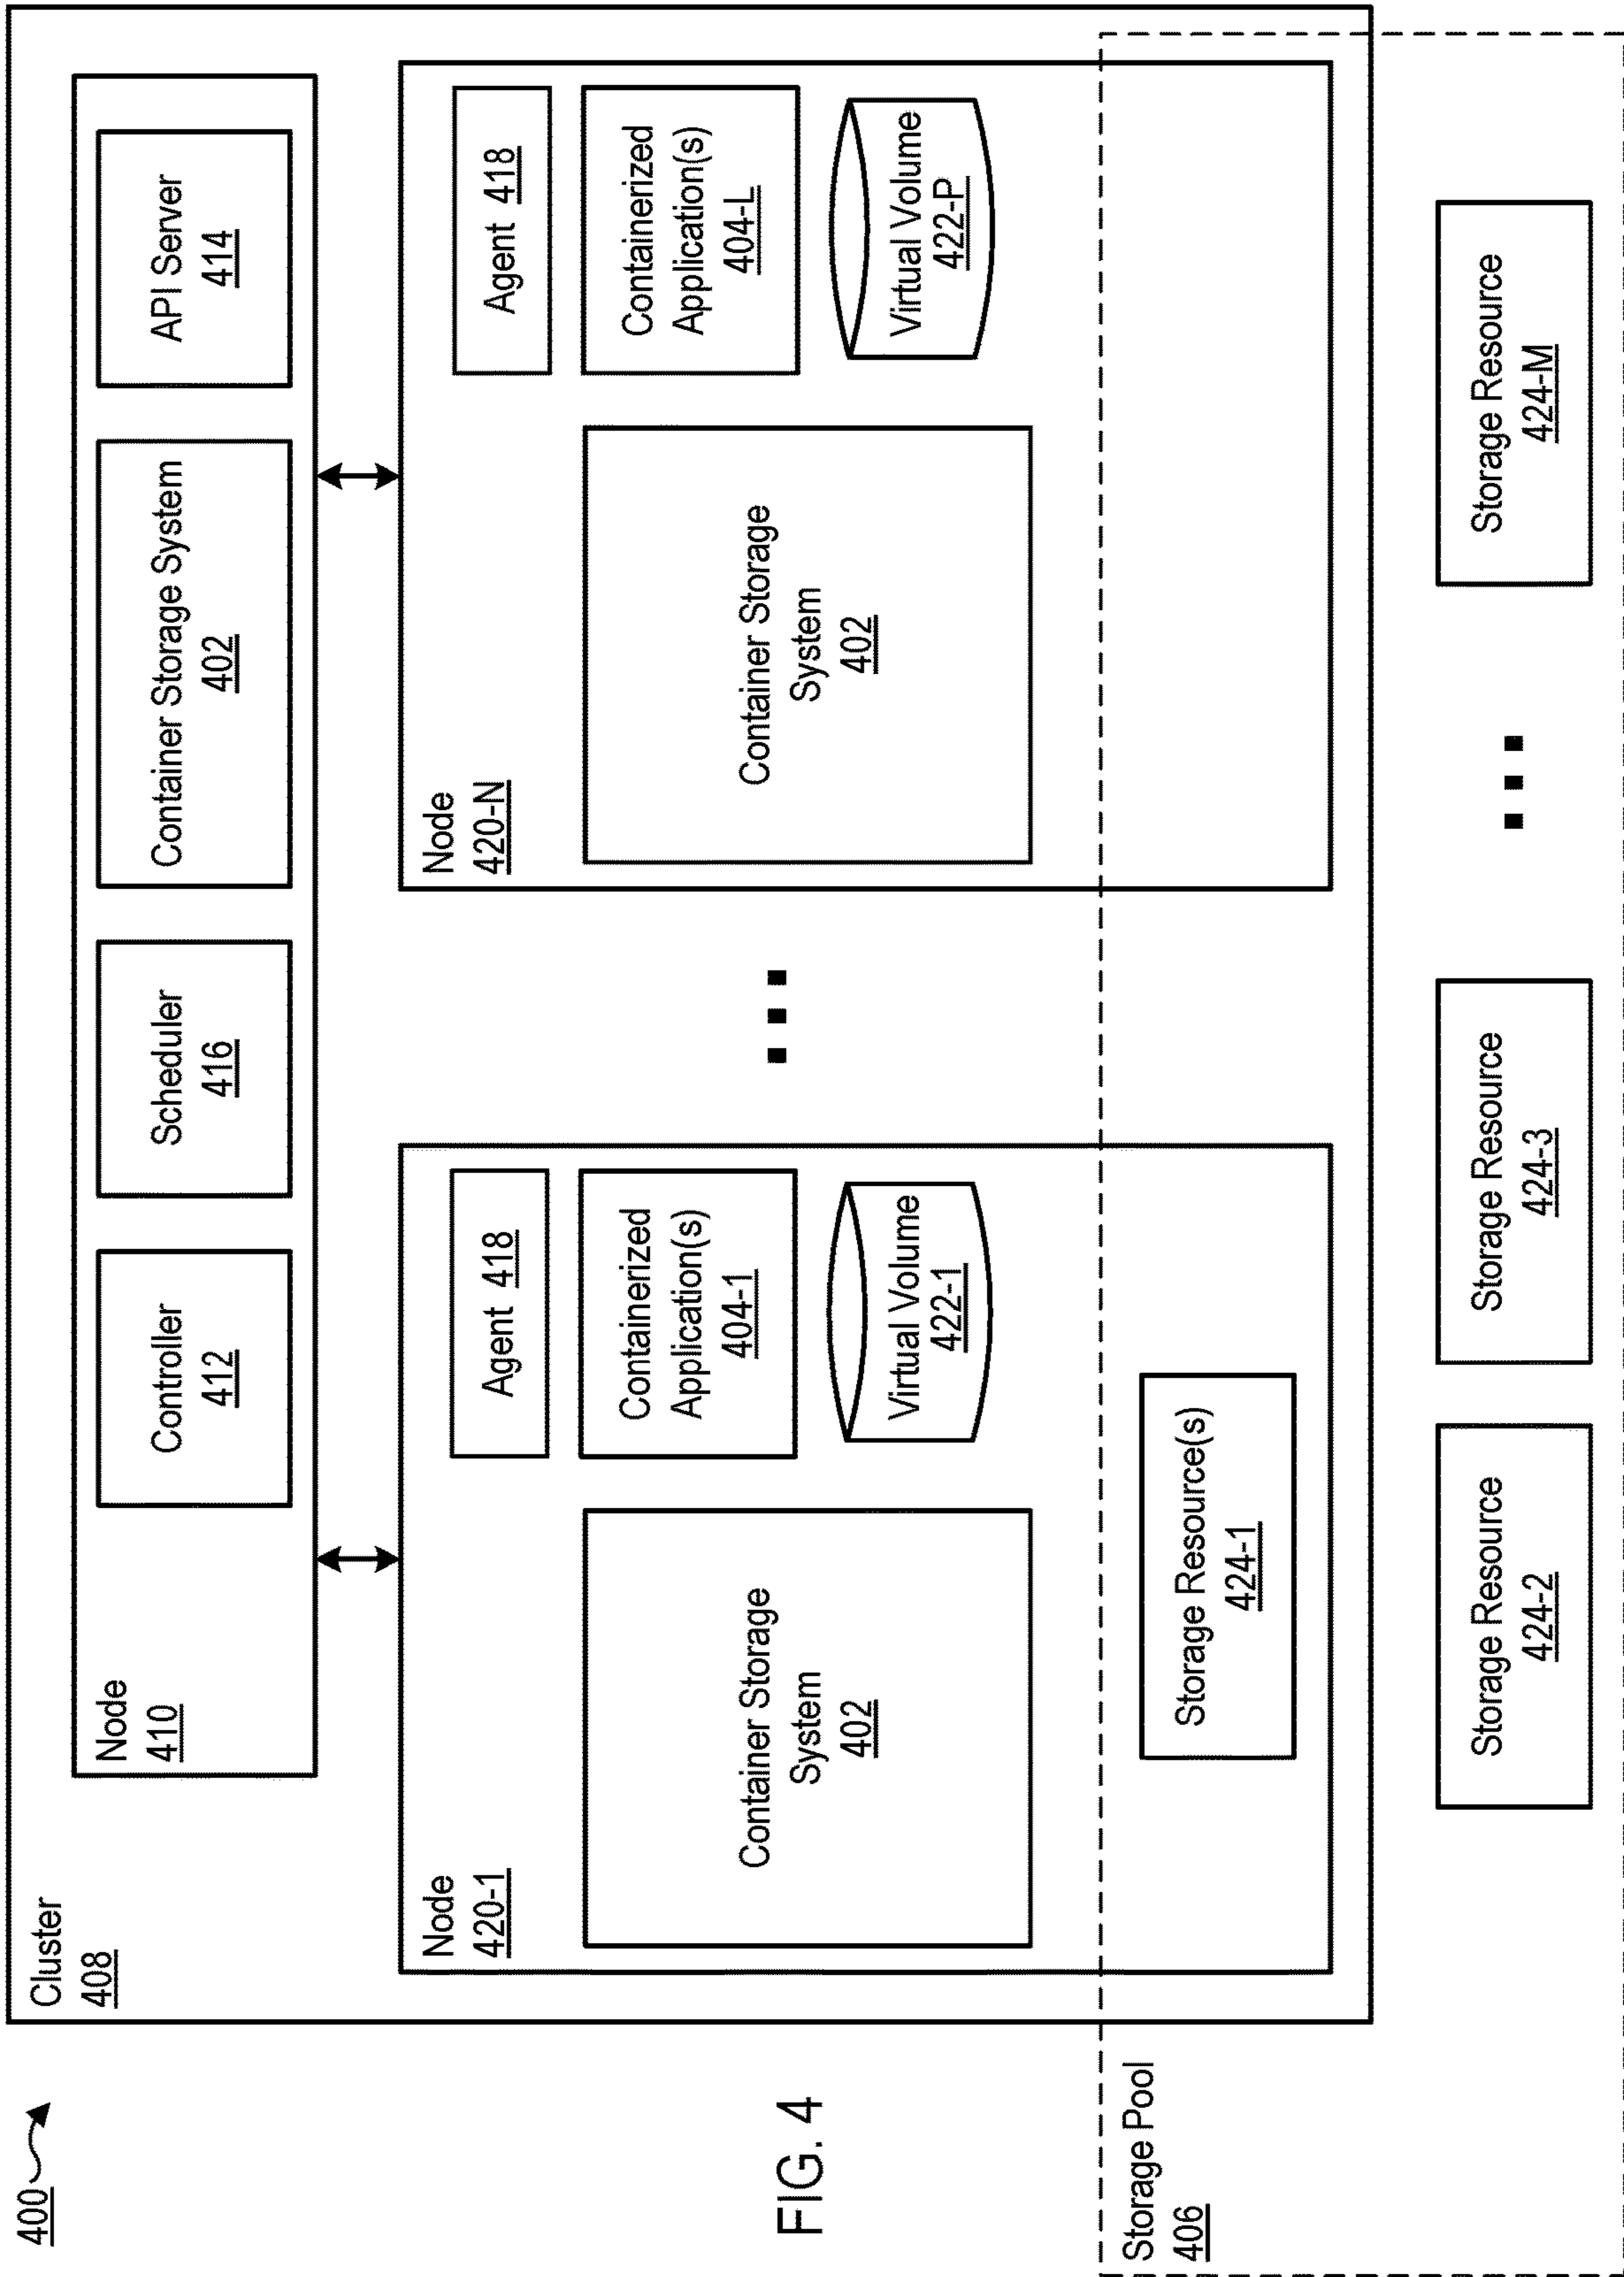 400
Cluster
408
Node
410
Controller
412
Scheduler
416
Container Storage System
402
API Server
414
Node
420-1
Container Storage
System
402
Agent 418
Containerized
Application(s)
404-1
Virtual Volume
422-1
Storage Resource(s)
424-1
Node
420-N
Container Storage
System
402
Agent 418
Containerized
Application(s)
404-L
Virtual Volume
422-P
Storage Pool
406
Storage Resource
424-2
Storage Resource
424-3
Storage Resource
424-M
FIG. 4